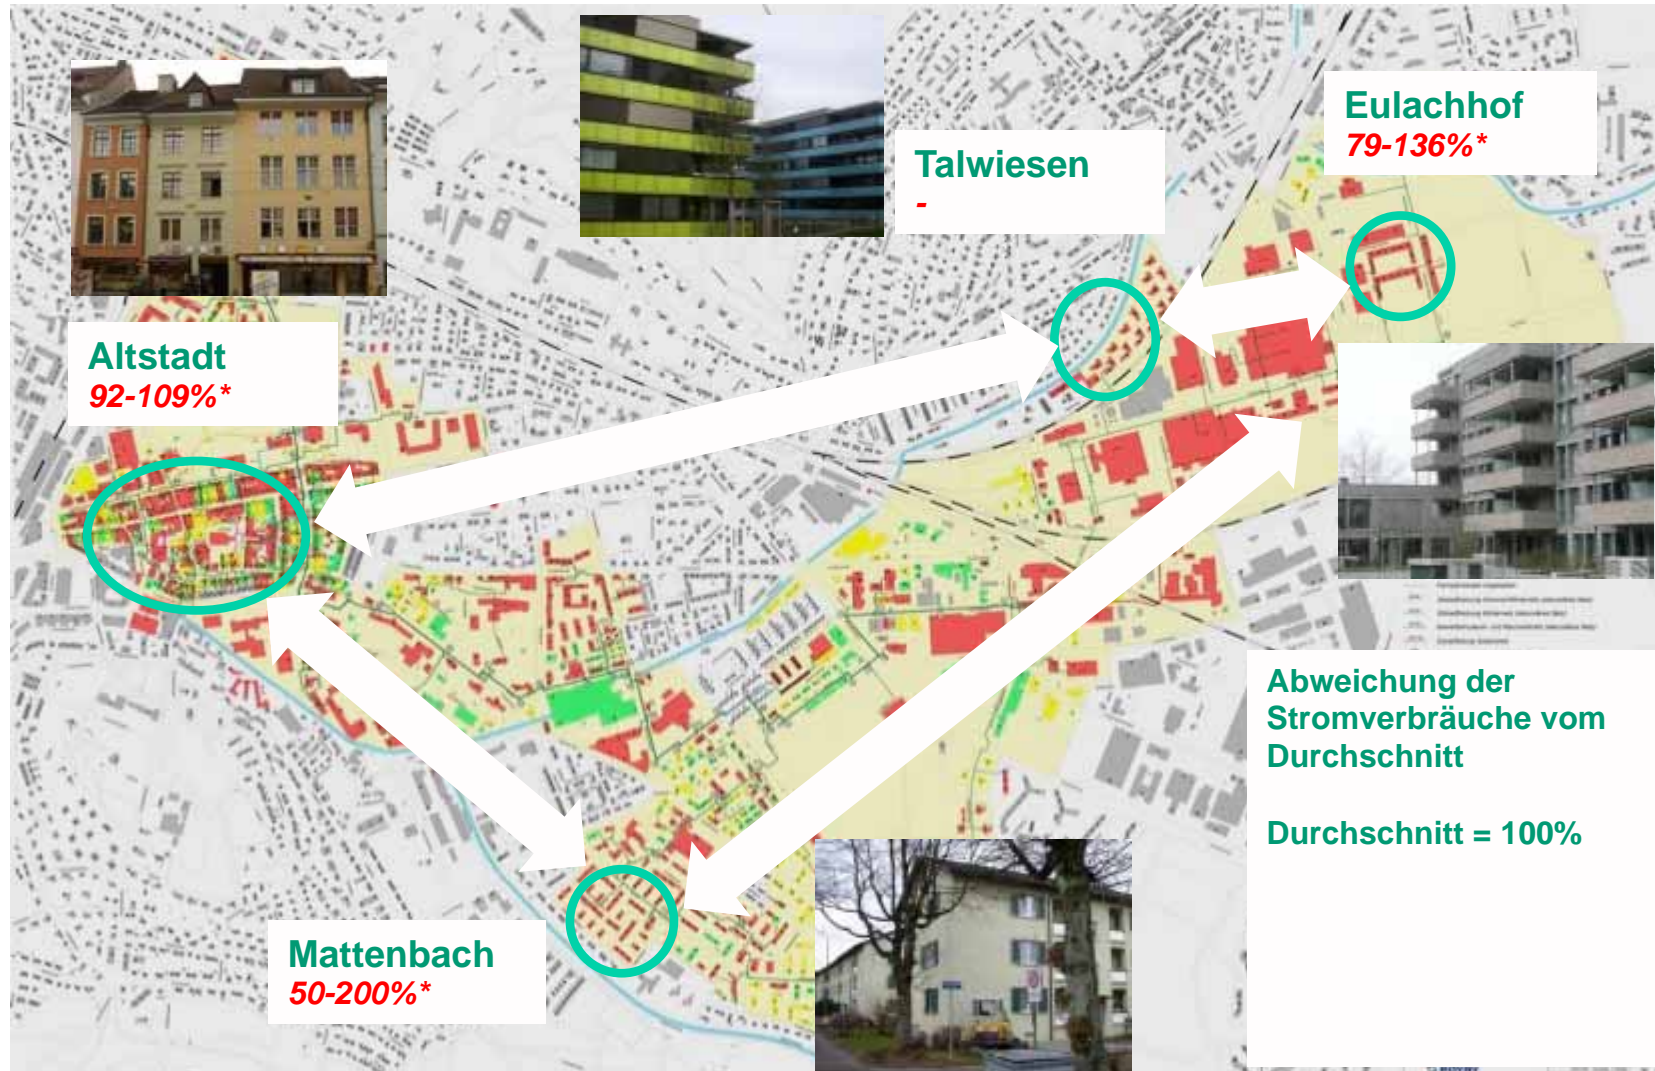 Talwiesen
-
Eulachhof
79-136%*
Altstadt
92-109%*
Mattenbach
50-200%*
Abweichung der
Stromverbräuche vom
Durchschnitt
Durchschnitt = 100%